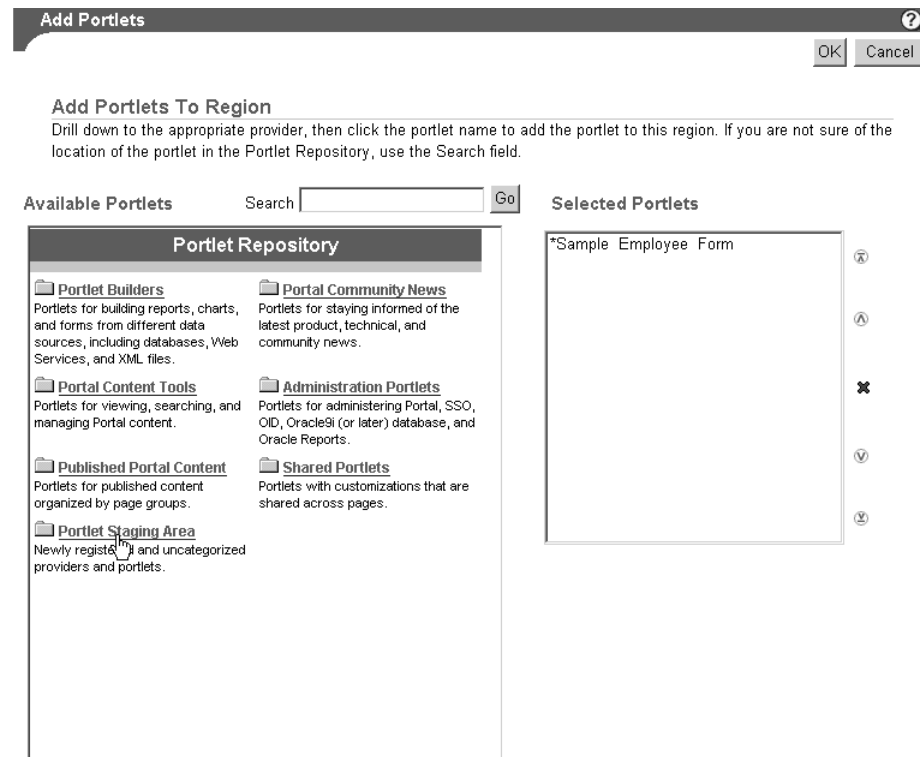 Add Portlets
?
OK Cancel
Add Portlets To Region
Drill down to the appropriate provider, then click the portlet name to add the portlet to this region. If you are not sure of the
location of the portlet in the Portlet Repository, use the Search field.
Available Portlets Search Go
Portlet Repository
Portlet Builders
Portlets for building reports, charts,
and forms from different data
sources, including databases, Web
Services, and XML files.
Portal Community News
Portlets for staying informed of the
latest product, technical, and
community news.
Portal Content Tools
Portlets for viewing, searching, and
managing Portal content.
Administration Portlets
Portlets for administering Portal, SSO,
OID, Oracle9i (or later) database, and
Oracle Reports.
Published Portal Content
Portlets for published content
organized by page groups.
Shared Portlets
Portlets with customizations that are
shared across pages.
Portlet Staging Area
Newly registered and uncategorized
providers and portlets.
Selected Portlets
*Sample Employee Form